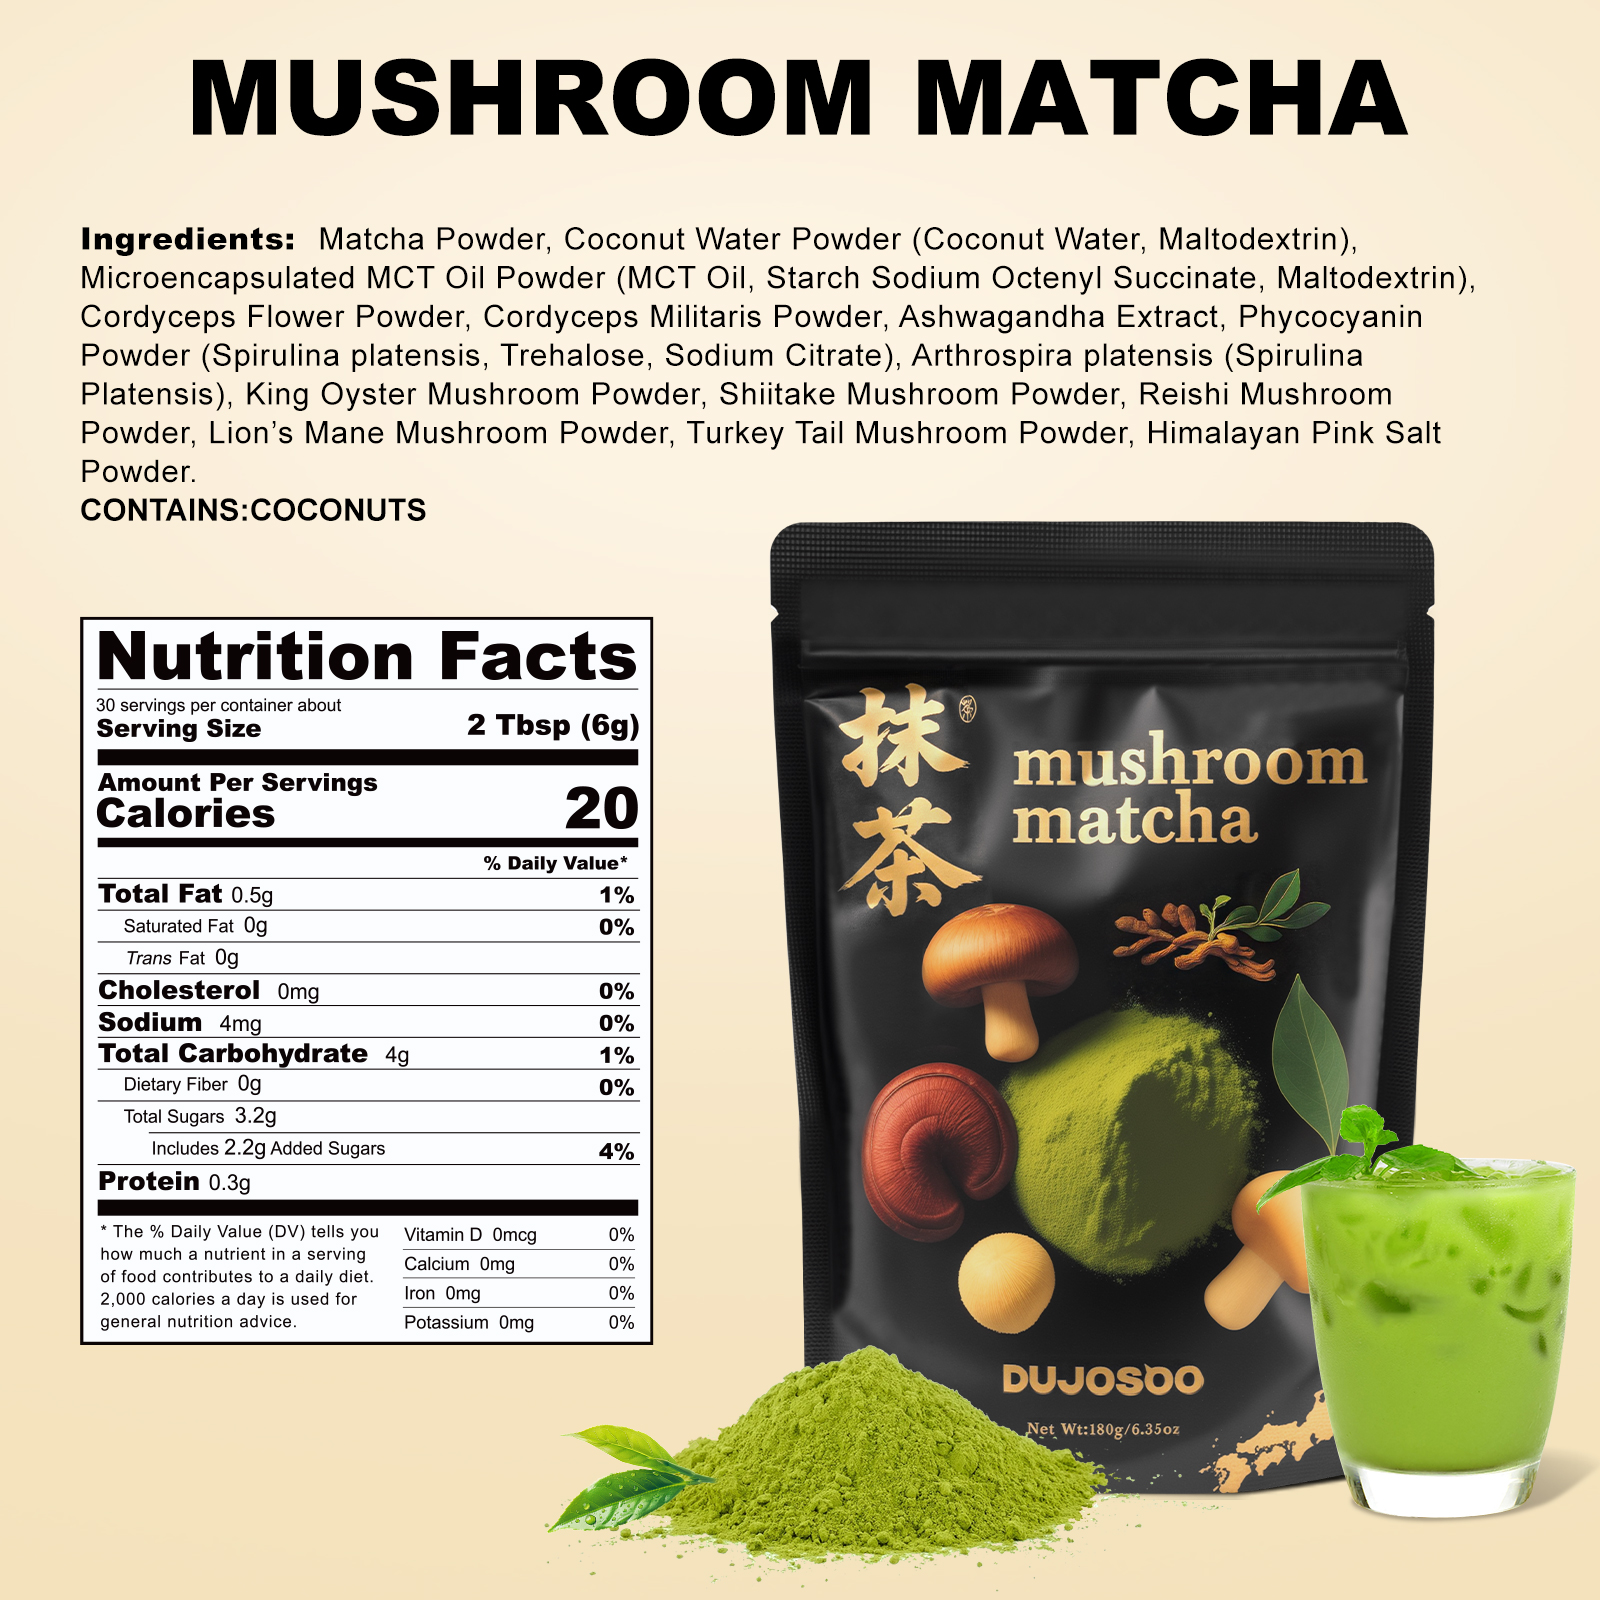 MUSHROOM MATCHA
Ingredients: Matcha Powder, Coconut Water Powder (Coconut Water, Maltodextrin),
Microencapsulated MCT Oil Powder (MCT Oil, Starch Sodium Octenyl Succinate, Maltodextrin),
Cordyceps Flower Powder, Cordyceps Militaris Powder, Ashwagandha Extract, Phycocyanin
Powder (Spirulina platensis, Trehalose, Sodium Citrate), Arthrospira platensis (Spirulina
Platensis), King Oyster Mushroom Powder, Shiitake Mushroom Powder, Reishi Mushroom
Powder, Lion’s Mane Mushroom Powder, Turkey Tail Mushroom Powder, Himalayan Pink Salt
Powder.
CONTAINS:COCONUTS
Nutrition Facts
30 servings per container about
Serving Size 2 Tbsp (6g)
Amount Per Servings
Calories 20
% Daily Value*
Total Fat 0.5g 1%
Saturated Fat 0g 0%
Trans Fat 0g
Cholesterol 0mg 0%
Sodium 4mg 0%
Total Carbohydrate 4g 1%
Dietary Fiber 0g 0%
Total Sugars 3.2g
Includes 2.2g Added Sugars 4%
Protein 0.3g
* The % Daily Value (DV) tells you
how much a nutrient in a serving
of food contributes to a daily diet.
2,000 calories a day is used for
general nutrition advice.
Vitamin D 0mcg 0%
Calcium 0mg 0%
Iron 0mg 0%
Potassium 0mg 0%
抹
茶
mushroom
matcha
DUJOSOO
Net Wt:180g/6.35oz